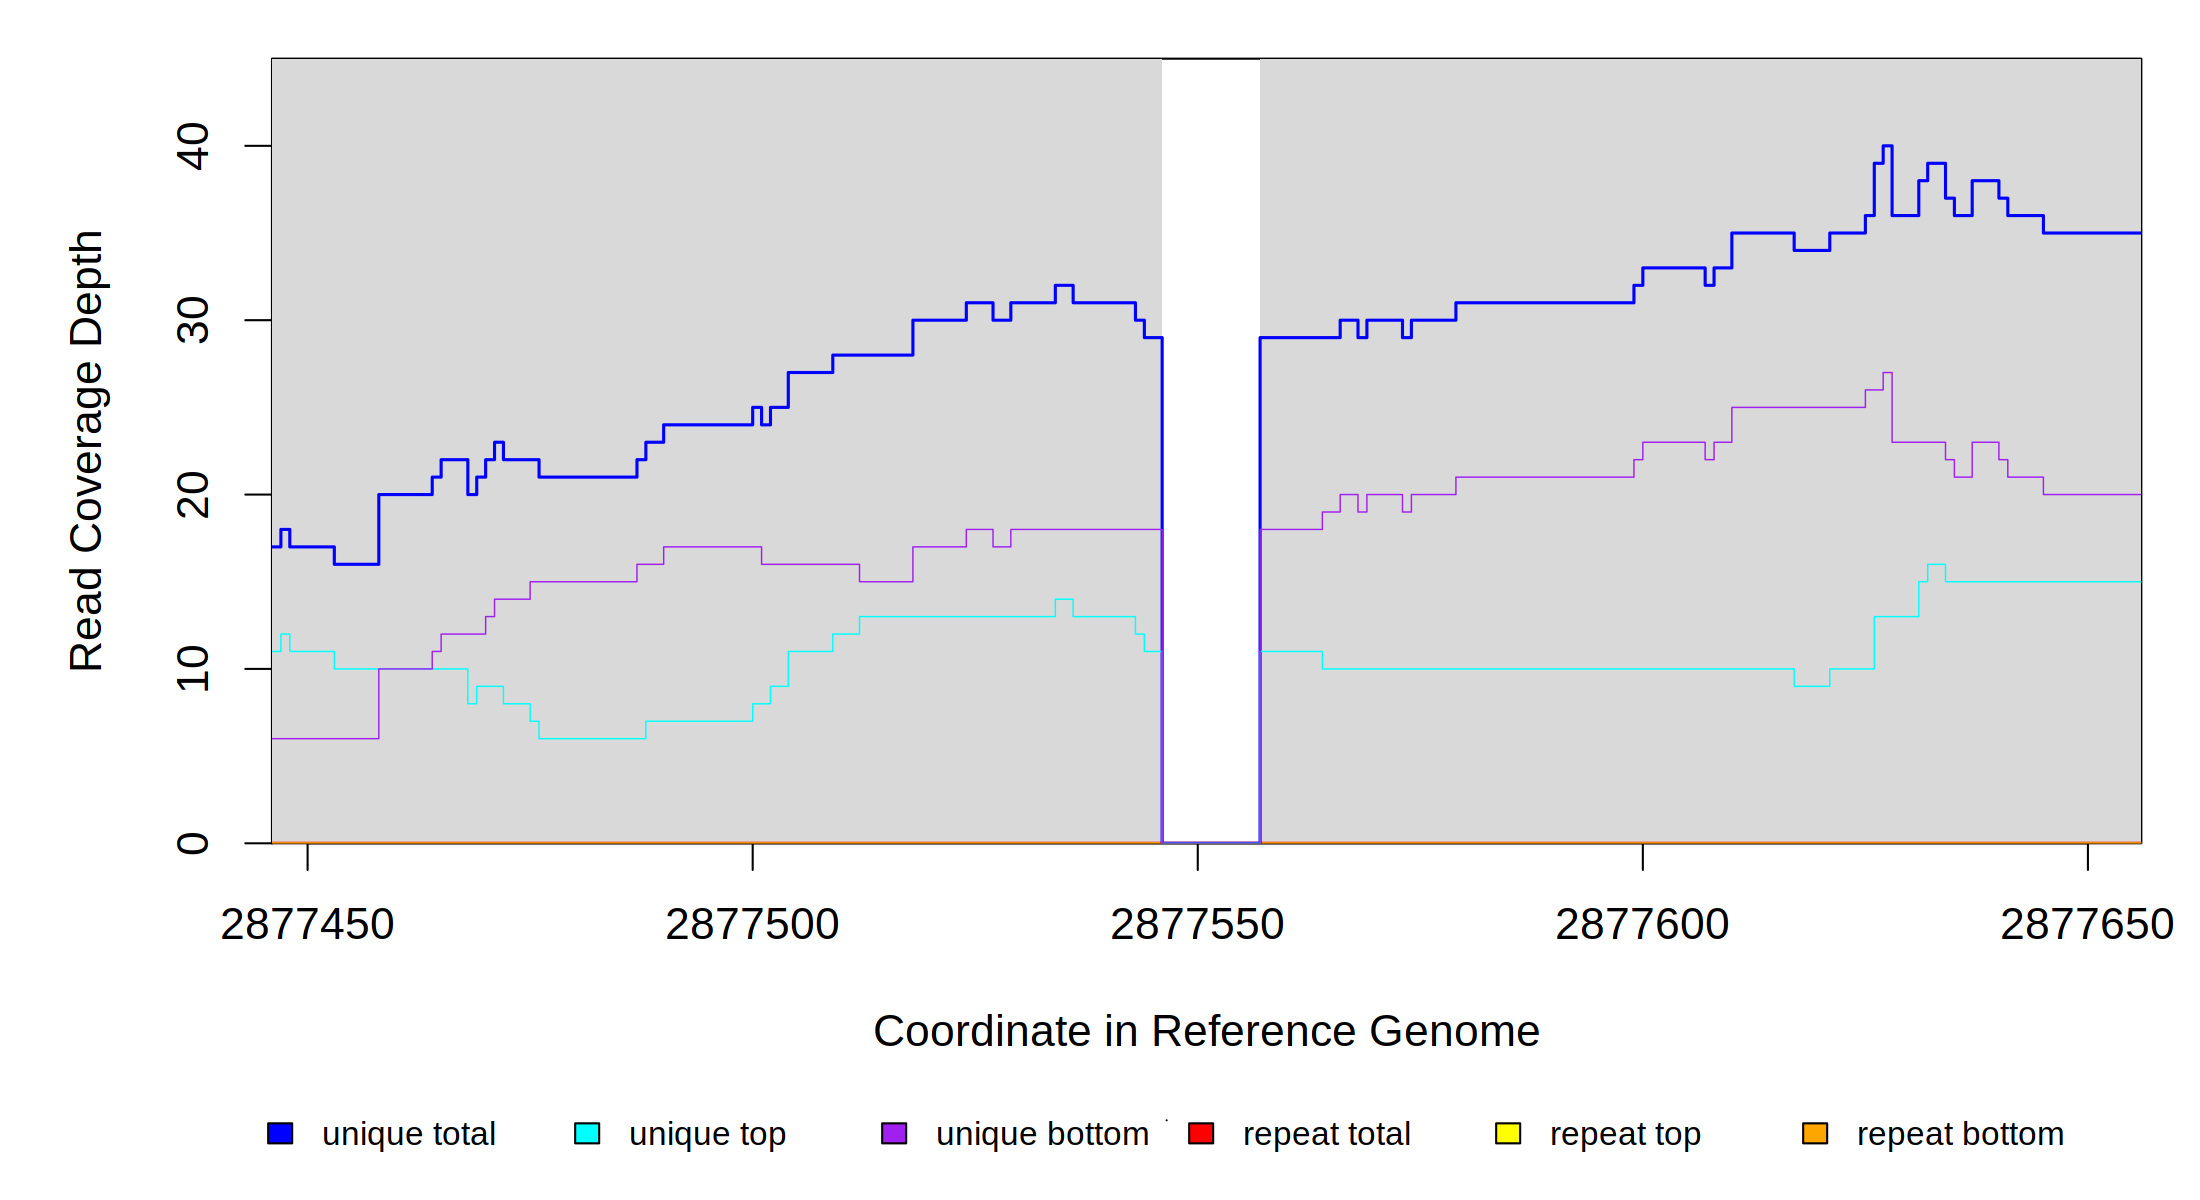 Read Coverage Depth
40
30
20
10
0
2877450 2877500 2877550 2877600 2877650
Coordinate in Reference Genome
unique total unique top unique bottom repeat total repeat top repeat bottom